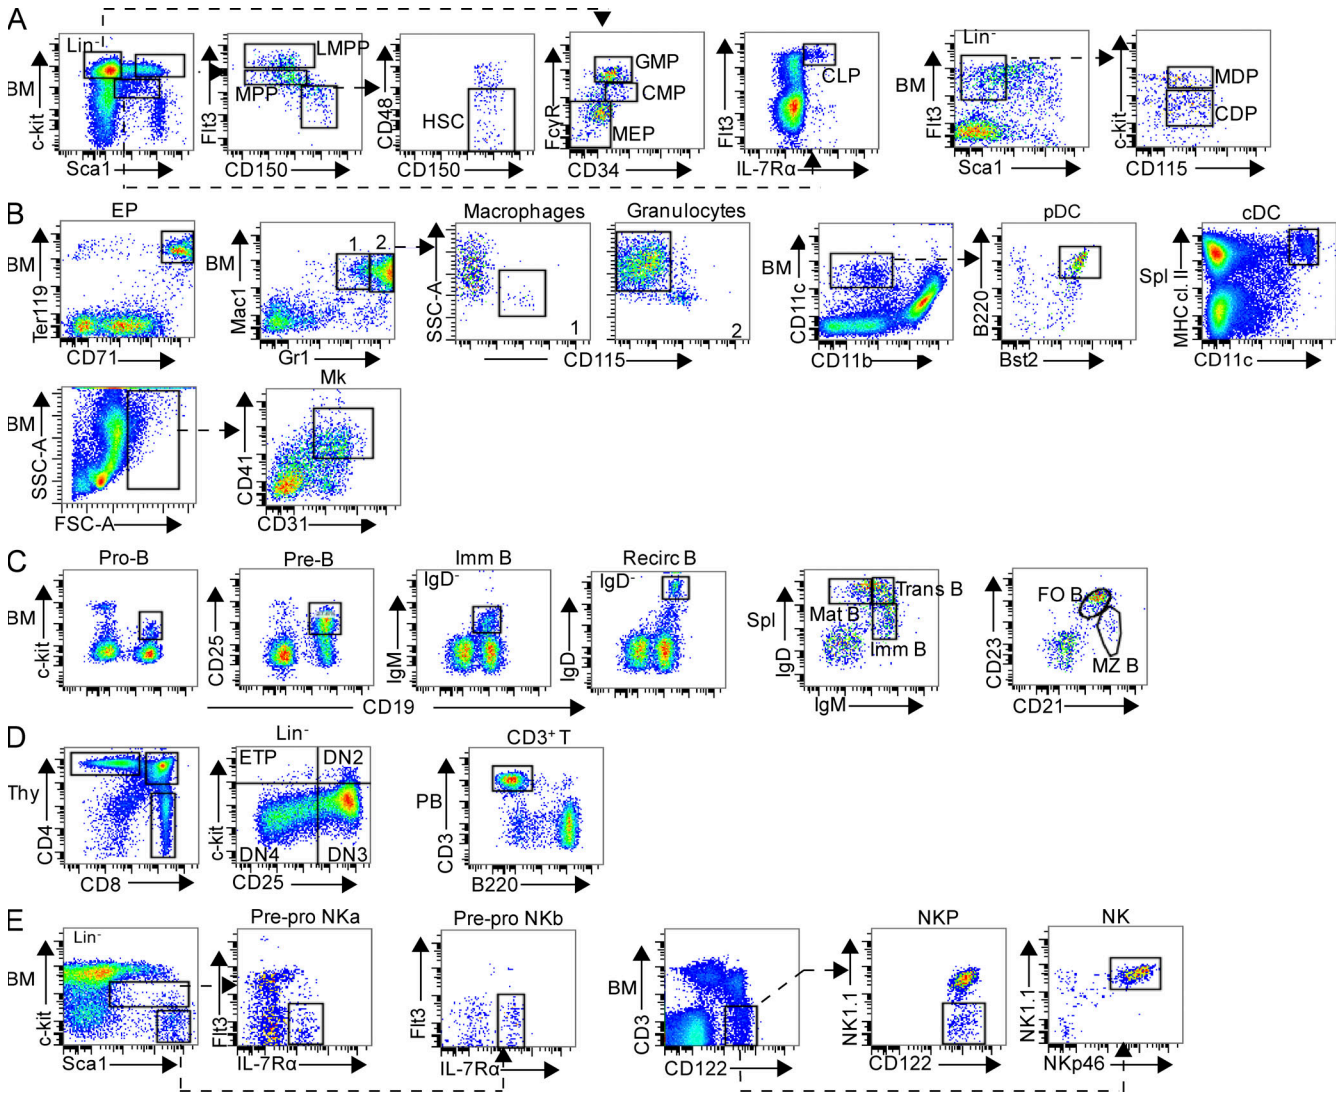 A
Lin-
BM
c-kit
Sca1
LMPP
MPP
Flt3
CD150
HSC
CD48
CD150
GMP
CMP
MEP
FcγR
CD34
CLP
Flt3
IL-7Rα
Lin-
BM
Flt3
Sca1
MDP
CDP
c-kit
CD115
B
EP
BM
Ter119
CD71
BM
Mac1
1 2
Gr1
Macrophages
SSC-A
1
Granulocytes
2
CD115
BM
CD11c
CD11b
pDC
B220
Bst2
cDC
Spl
MHC cl. II
CD11c
BM
SSC-A
FSC-A
Mk
CD41
CD31
C
Pro-B
BM
c-kit
Pre-B
CD25
Imm B
IgD-
IgM
Recirc B
IgD-
IgD
CD19
Spl
IgD
Mat B
Trans B
Imm B
IgM
FO B
MZ B
CD23
CD21
D
Thy
CD4
CD8
Lin-
ETP
DN2
DN4
DN3
c-kit
CD25
CD3+ T
PB
CD3
B220
E
Lin-
BM
c-kit
Sca1
Pre-pro NKa
Flt3
IL-7Rα
Pre-pro NKb
Flt3
IL-7Rα
BM
CD3
CD122
NKP
NK1.1
CD122
NK
NK1.1
NKp46